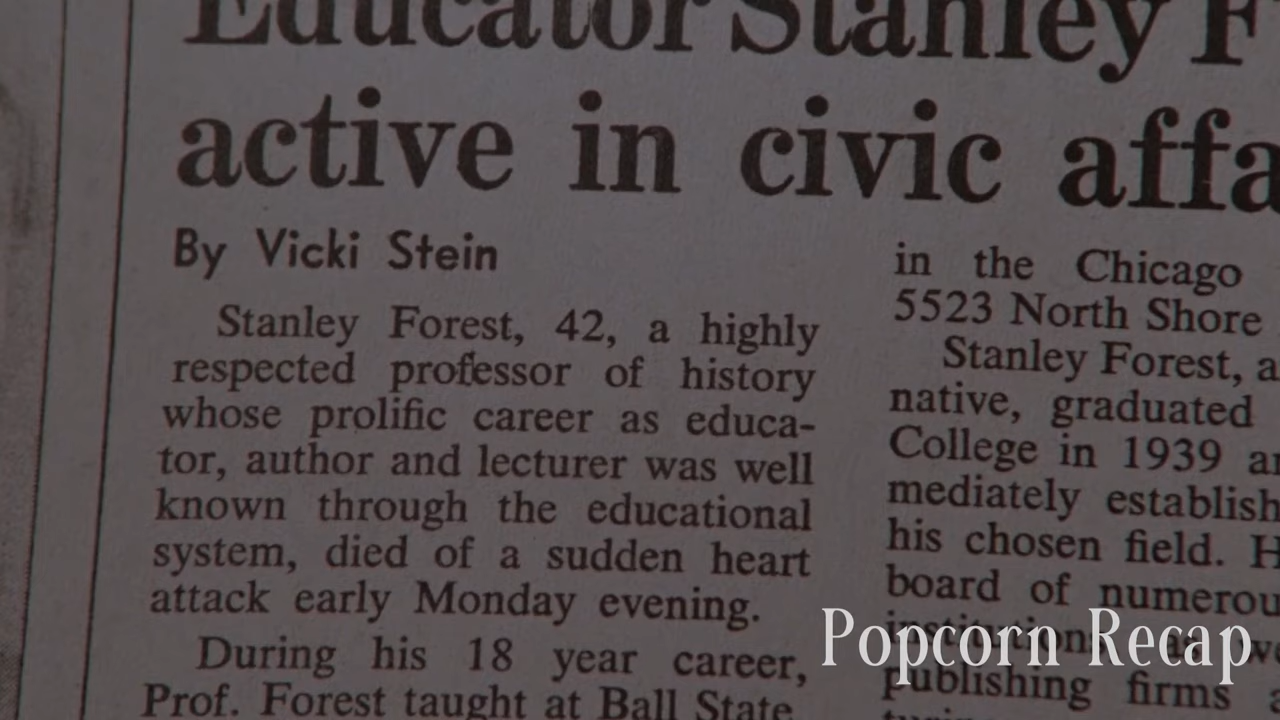 Educator Stanley F
active in civic affa
By Vicki Stein
Stanley Forest, 42, a highly
respected professor of history
whose prolific career as educa-
tor, author and lecturer was well
known through the educational
system, died of a sudden heart
attack early Monday evening.
During his 18 year career,
Prof. Forest taught at Ball State
in the Chicago
5523 North Shore
Stanley Forest, a
native, graduated
College in 1939 an
mediately establish
his chosen field. H
board of numerou
institutions
publishing firms a
Popcorn Recap